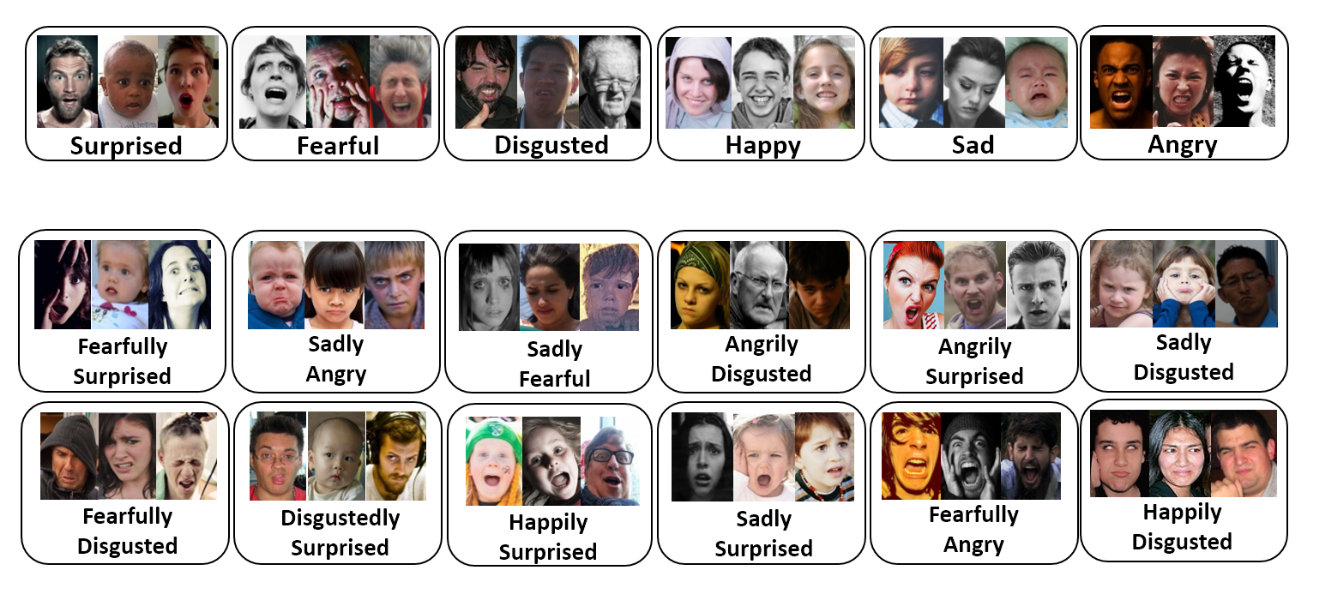 Surprised
Fearful
Disgusted
Happy
Sad
Angry
Fearfully
Surprised
Sadly
Angry
Sadly
Fearful
Angrily
Disgusted
Angrily
Surprised
Sadly
Disgusted
Fearfully
Disgusted
Disgustedly
Surprised
Happily
Surprised
Sadly
Surprised
Fearfully
Angry
Happily
Disgusted